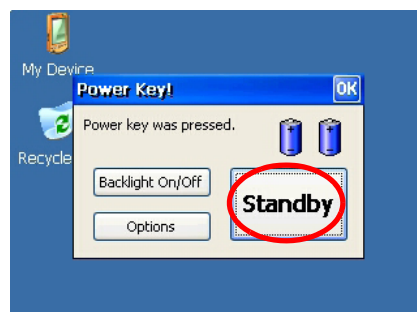 My Device
Power Key!
OK
Power key was pressed.
Recycle
Backlight On/Off
Standby
Options